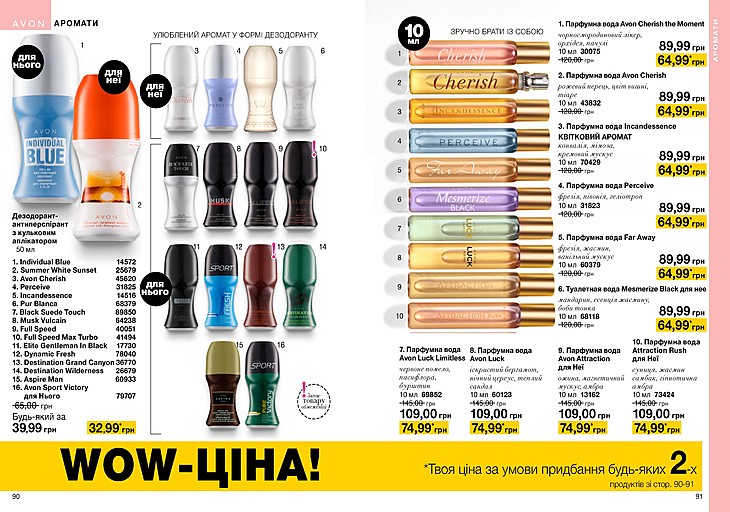 AVON АРОМАТИ
для нього
для неї
1
2
AVON
INDIVIDUAL BLUE
AVON
Дезодорант-
антиперспірант
з кульковим
аплікатором
50 мл
1. Individual Blue 14572
2. Summer White Sunset 25679
3. Avon Cherish 45620
4. Perceive 31825
5. Incandessence 14516
6. Pur Blanca 68379
7. Black Suede Touch 89850
8. Musk Vulcain 64238
9. Full Speed 40051
10. Full Speed Max Turbo 41494
11. Elite Gentleman In Black 17730
12. Dynamic Fresh 78040
13. Destination Grand Canyon 36770
14. Destination Wilderness 26679
15. Aspire Man 60933
16. Avon Sport Victory
для Нього 79707
65,00 грн
Будь-який за
39,99 грн
32,99* грн
УЛЮБЛЕНИЙ АРОМАТ У ФОРМІ ДЕЗОДОРАНТУ
для неї
3 4 5 6
Cherish
PERCEIVE
7 8 9 10
MUSK
для нього
11 12 13 14
SPORT
FRESH
15 16
SPORT
PURE Victory
Запас
товару
обмежений
10 мл
ЗРУЧНО БРАТИ ІЗ СОБОЮ
1 Cherish
2 Cherish
3 INCANDESSENCE
4 PERCEIVE
5 Far Away
6 Mesmerize BLACK
7 LUCK
8 LUCK
9 ATTRACTION
10 ATTRACTION
АРОМАТИ
1. Парфумна вода Avon Cherish the Moment
чорносмородиновий лікер,
орхідея, пачулі
10 мл 30075
120,00 грн
89,99 грн
64,99* грн
2. Парфумна вода Avon Cherish
рожевий перець, цвіт вишні,
тіаре
10 мл 43832
120,00 грн
89,99 грн
64,99* грн
3. Парфумна вода Incandessence
КВІТКОВИЙ АРОМАТ
конвалія, мімоза,
кремовий мускус
10 мл 70429
120,00 грн
89,99 грн
64,99* грн
4. Парфумна вода Perceive
фрезія, півонія, геліотроп
10 мл 31823
120,00 грн
89,99 грн
64,99* грн
5. Парфумна вода Far Away
фрезія, жасмин,
ванільний мускус
10 мл 60379
120,00 грн
89,99 грн
64,99* грн
6. Туалетная вода Mesmerize Black для нее
мандарин, есенція жасмину,
боби тонка
10 мл 68118
120,00 грн
89,99 грн
64,99* грн
7. Парфумна вода
Avon Luck Limitless
червоне помело,
пасифлора,
бурштин
10 мл 69852
145,00 грн
109,00 грн
74,99* грн
8. Парфумна вода
Avon Luck
іскристий бергамот,
нічний цереус, теплий
сандал
10 мл 60123
145,00 грн
109,00 грн
74,99* грн
9. Парфумна вода
Avon Attraction
для Неї
ожина, магнетичний
мускус, амбра
10 мл 13162
145,00 грн
109,00 грн
74,99* грн
10. Парфумна вода
Attraction Rush
для Неї
суниця, жасмин
самбак, гіпнотична
амбра
10 мл 73424
145,00 грн
109,00 грн
74,99* грн
WOW-ЦІНА!
*Твоя ціна за умови придбання будь-яких 2-х
продуктів зі стор. 90-91
90
91